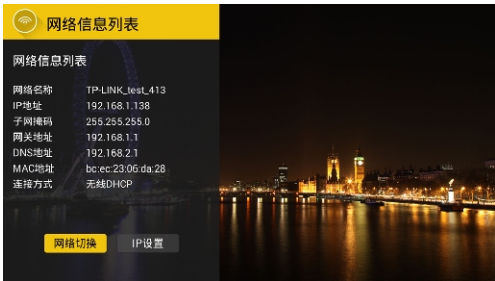 网络信息列表
网络信息列表
网络名称 TP-LINK_test_413
IP地址 192.168.1.138
子网掩码 255.255.255.0
网关地址 192.168.1.1
DNS地址 192.168.2.1
MAC地址 bc:ec:23:06:da:28
连接方式 无线DHCP
网络切换 IP设置